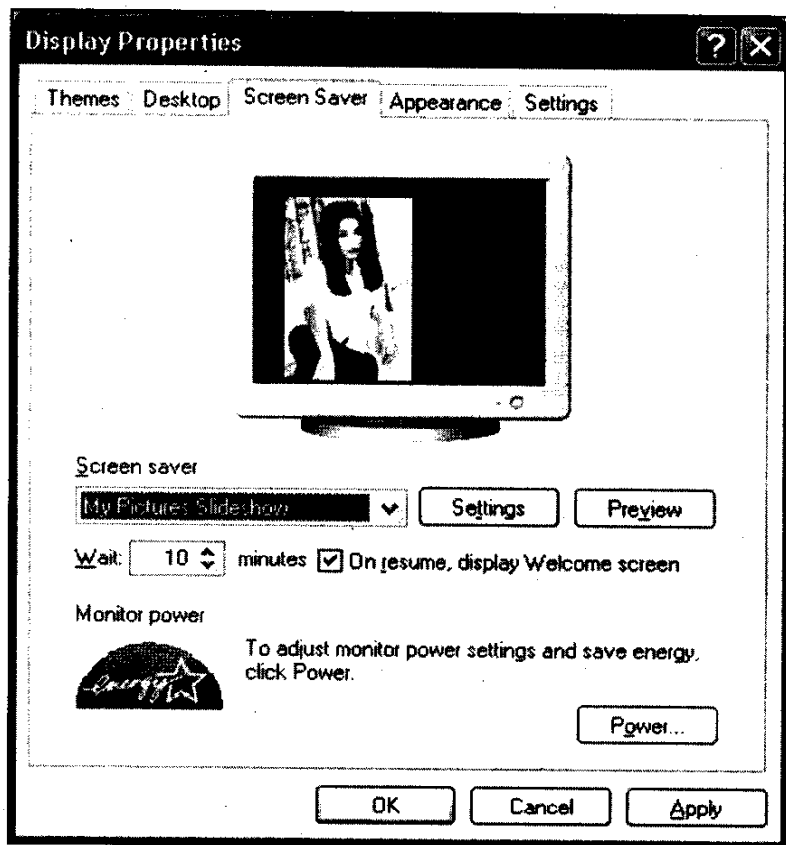 Display Properties
Themes Desktop Screen Saver Appearance Settings
Screen saver
My Pictures Slideshow Settings Preview
Wait: 10 minutes On resume, display Welcome screen
Monitor power
energy To adjust monitor power settings and save energy,
click Power.
Power...
OK Cancel Apply